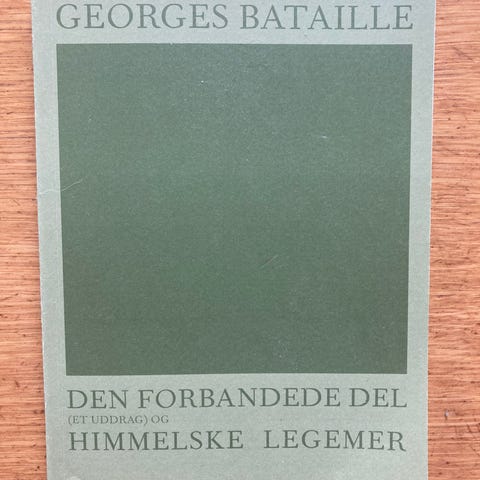 GEORGES BATAILLE
DEN FORBANDEDE DEL
(ET UDDRAG) OG
HIMMELSKE LEGEMER